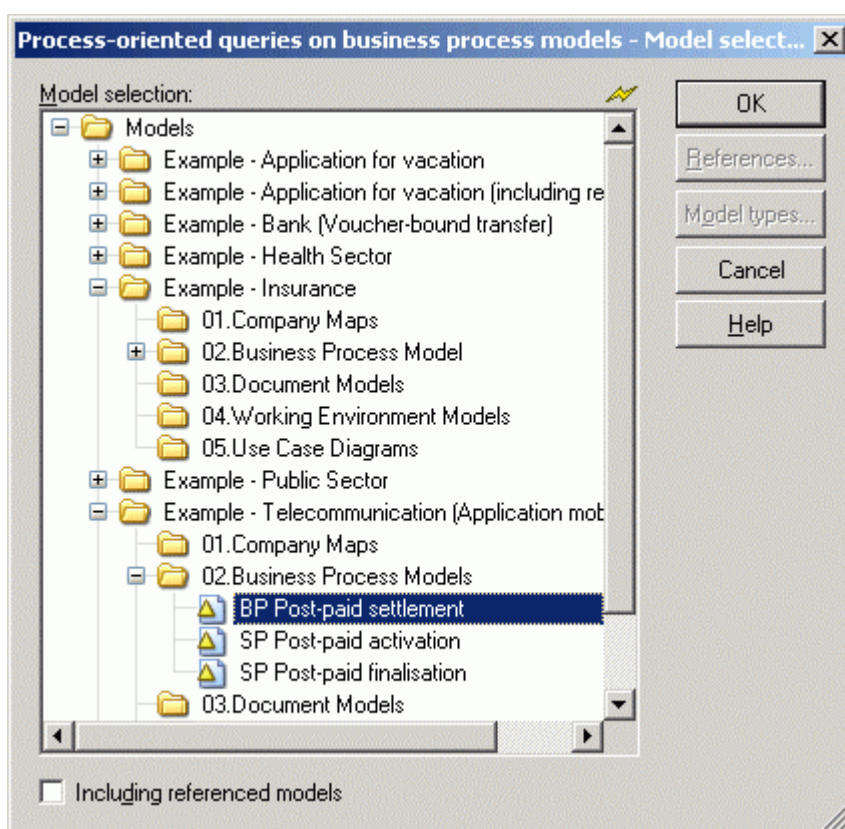 Process-oriented queries on business process models - Model select...
Model selection:
OK
Models
Example - Application for vacation
References...
Example - Application for vacation (including re
Model types...
Example - Bank (Voucher-bound transfer)
Example - Health Sector
Cancel
Example - Insurance
01.Company Maps
Help
02.Business Process Model
03.Document Models
04.Working Environment Models
05.Use Case Diagrams
Example - Public Sector
Example - Telecommunication (Application mob
01.Company Maps
02.Business Process Models
BP Post-paid settlement
SP Post-paid activation
SP Post-paid finalisation
03.Document Models
Including referenced models